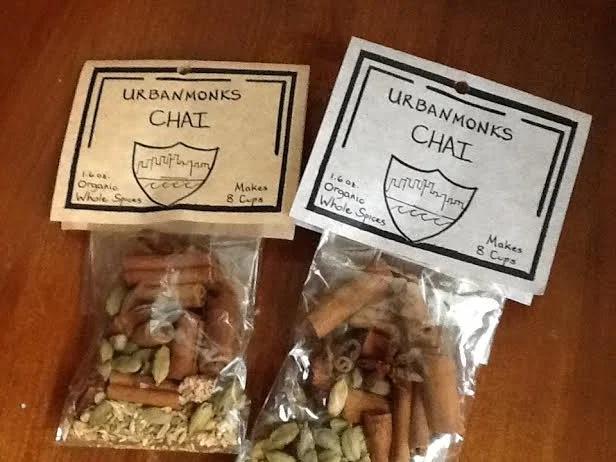 URBANMONKS
CHAI
1.6 oz.
Organic
Whole Spices
Makes
8 Cups
URBANMONKS
CHAI
1.6 oz.
Organic
Whole Spices
Makes
8 Cups